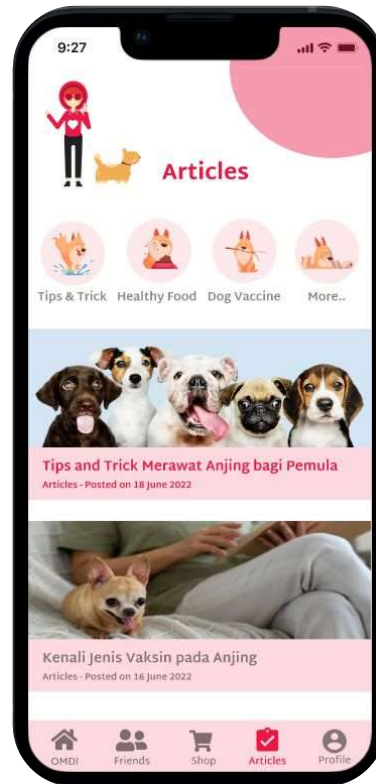 9:27
Articles
Tips & Trick Healthy Food Dog Vaccine More..
Tips and Trick Merawat Anjing bagi Pemula
Articles - Posted on 18 June 2022
Kenali Jenis Vaksin pada Anjing
Articles - Posted on 16 June 2022
OMDI Friends Shop Articles Profile